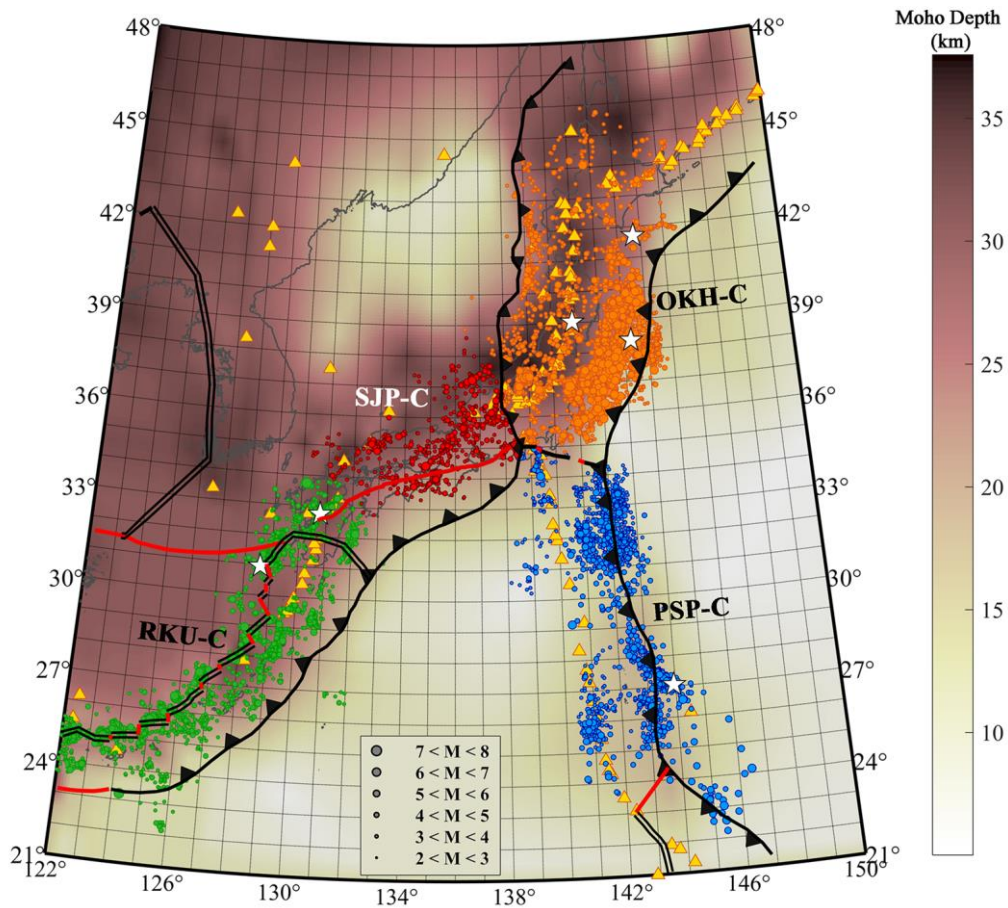 Moho Depth
(km)
48°
48°
45°
45°
42°
42°
39°
39°
36°
36°
33°
33°
30°
30°
27°
27°
24°
24°
21°
21°
122°
126°
130°
134°
138°
142°
146°
150°
OKH-C
SJP-C
PSP-C
RKU-C
7 < M < 8
6 < M < 7
5 < M < 6
4 < M < 5
3 < M < 4
2 < M < 3
35
30
25
20
15
10